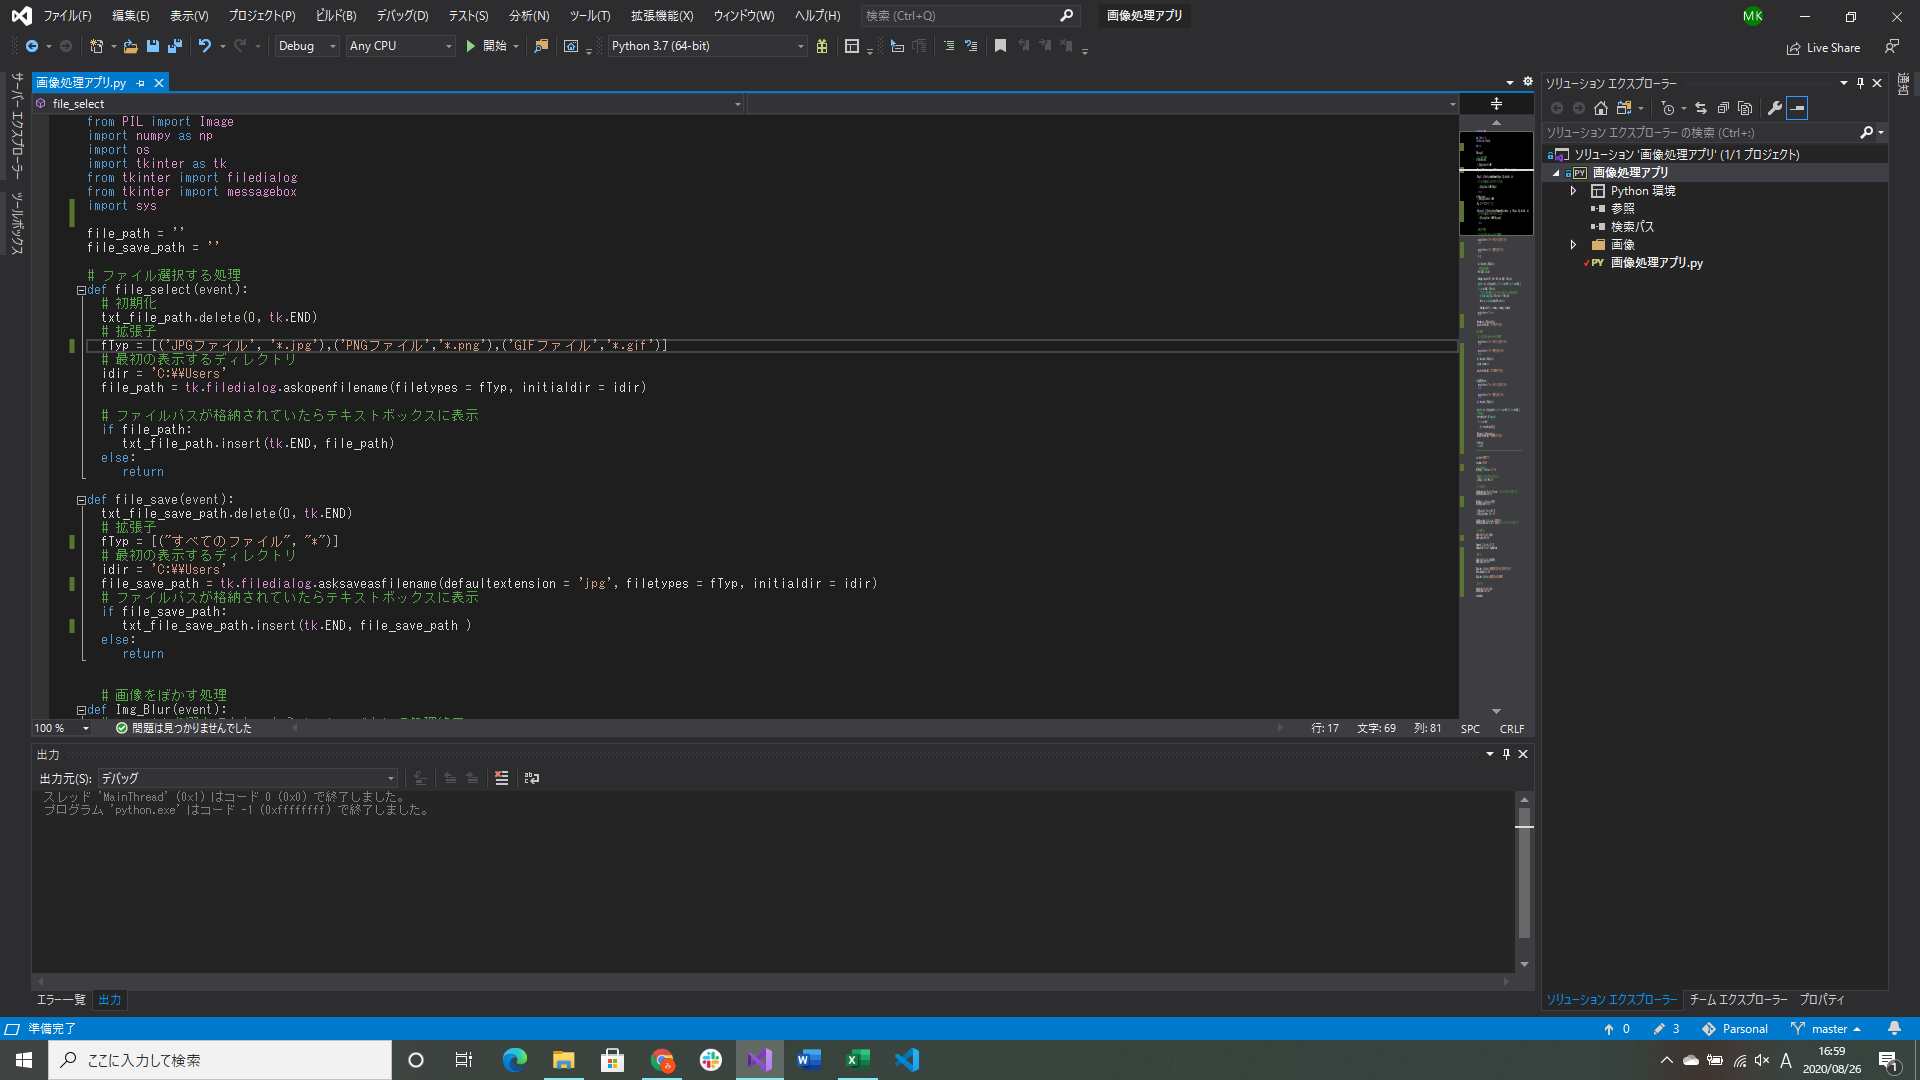 ファイル(F) 編集(E) 表示(V) プロジェクト(P) ビルド(B) デバッグ(D) テスト(S) 分析(N) ツール(T) 拡張機能(X) ウィンドウ(W) ヘルプ(H) 検索 (Ctrl+Q) 画像処理アプリ MK
Debug Any CPU 開始 Python 3.7 (64-bit) Live Share
サーバー エクスプローラー
ツールボックス
画像処理アプリ.py
file_select
from PIL import Image
import numpy as np
import os
import tkinter as tk
from tkinter import filedialog
from tkinter import messagebox
import sys
file_path = ''
file_save_path = ''
# ファイル選択する処理
def file_select(event):
# 初期化
txt_file_path.delete(0, tk.END)
# 拡張子
fTyp = [('JPGファイル', '*.jpg'),('PNGファイル','*.png'),('GIFファイル','*.gif')]
# 最初の表示するディレクトリ
idir = 'C:¥¥Users'
file_path = tk.filedialog.askopenfilename(filetypes = fTyp, initialdir = idir)
# ファイルパスが格納されていたらテキストボックスに表示
if file_path:
txt_file_path.insert(tk.END, file_path)
else:
return
def file_save(event):
txt_file_save_path.delete(0, tk.END)
# 拡張子
fTyp = [("すべてのファイル", "*")]
# 最初の表示するディレクトリ
idir = 'C:¥¥Users'
file_save_path = tk.filedialog.asksaveasfilename(defaultextension = 'jpg', filetypes = fTyp, initialdir = idir)
# ファイルパスが格納されていたらテキストボックスに表示
if file_save_path:
txt_file_save_path.insert(tk.END, file_save_path )
else:
return
# 画像をぼかす処理
def Img_Blur(event):
100 % 問題は見つかりませんでした 行: 17 文字: 69 列: 81 SPC CRLF
出力
出力元(S): デバッグ
スレッド 'MainThread' (0x1) はコード 0 (0x0) で終了しました。
プログラム 'python.exe' はコード -1 (0xffffffff) で終了しました。
エラー一覧 出力
ソリューション エクスプローラー
ソリューション エクスプローラー の検索 (Ctrl+:)
ソリューション '画像処理アプリ' (1/1 プロジェクト)
PY 画像処理アプリ
Python 環境
参照
検索パス
画像
PY 画像処理アプリ.py
ソリューション エクスプローラー チーム エクスプローラー プロパティ
通知
準備完了 0 3 Parsonal master
ここに入力して検索
A 16:59
2020/08/26
1